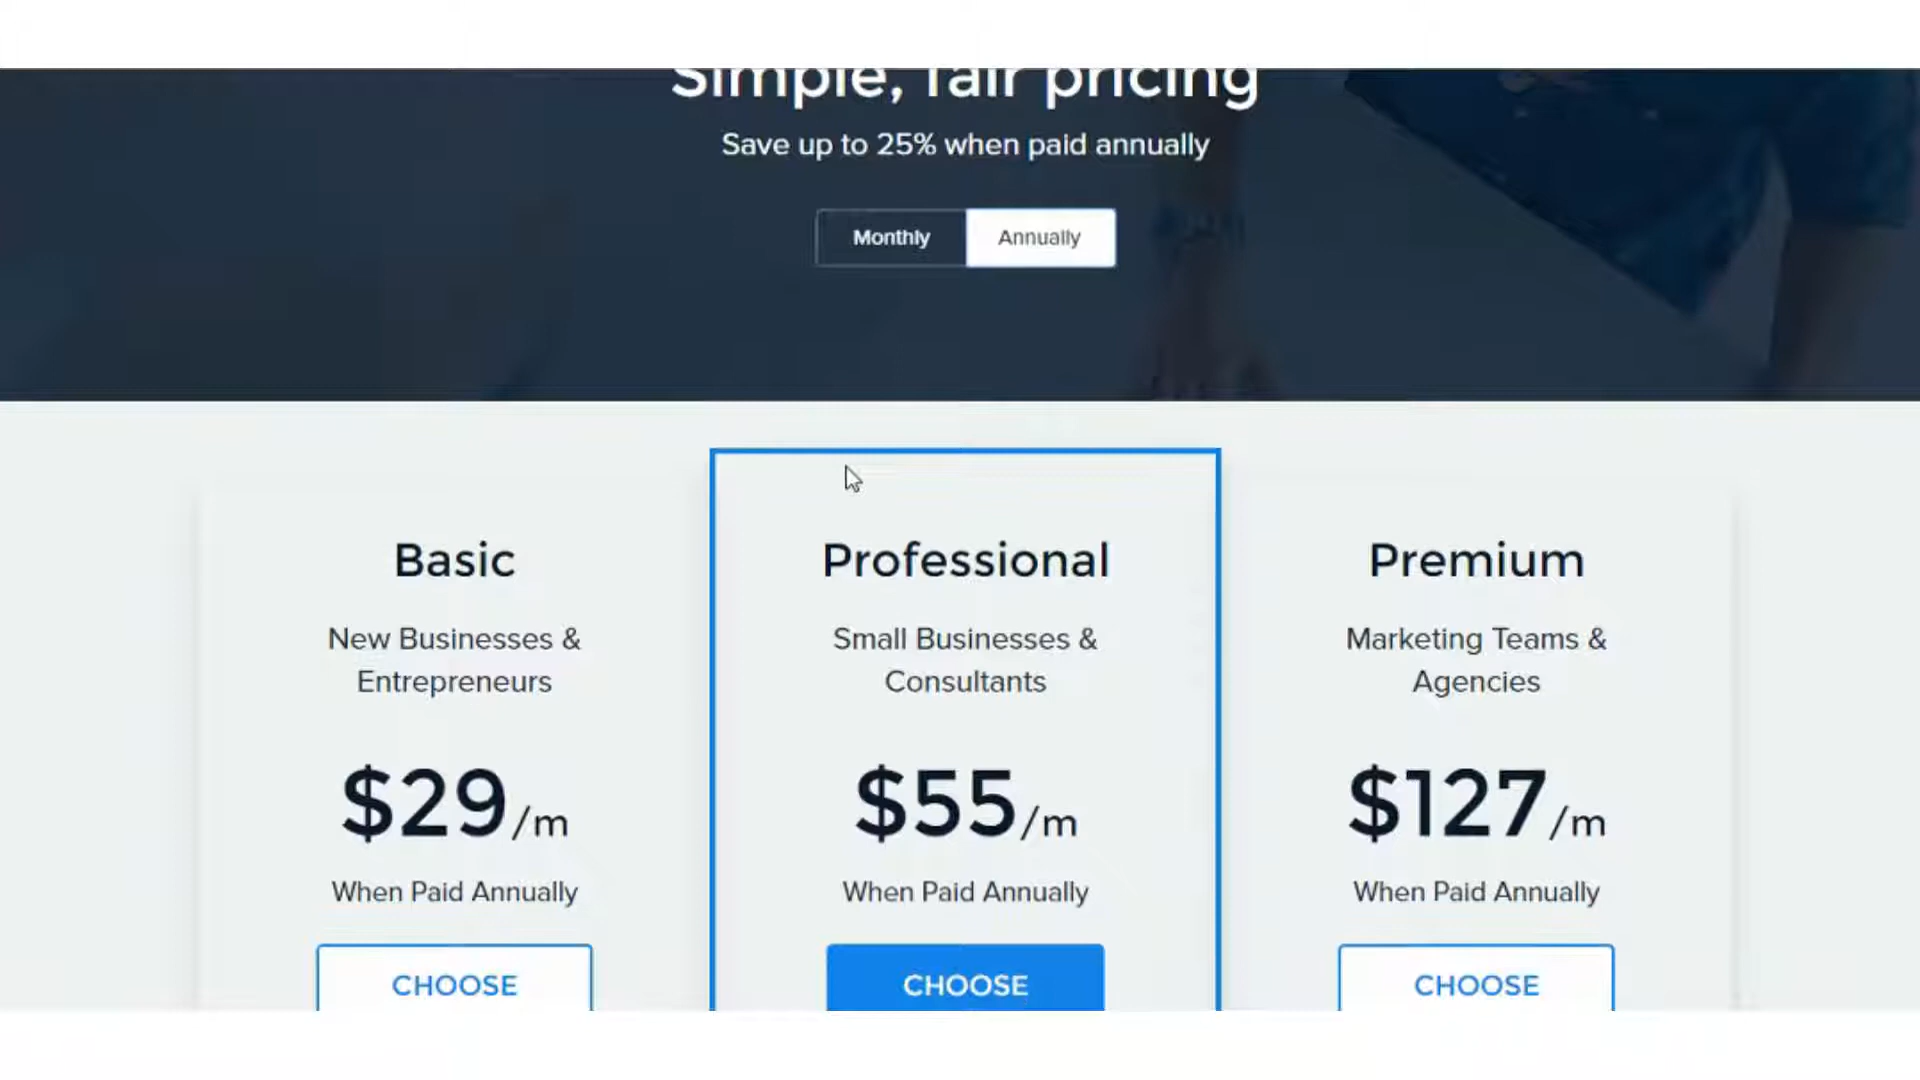 Simple, fair pricing
Save up to 25% when paid annually
Monthly
Annually
Basic
New Businesses &
Entrepreneurs
$29/m
When Paid Annually
CHOOSE
Professional
Small Businesses &
Consultants
$55/m
When Paid Annually
CHOOSE
Premium
Marketing Teams &
Agencies
$127/m
When Paid Annually
CHOOSE